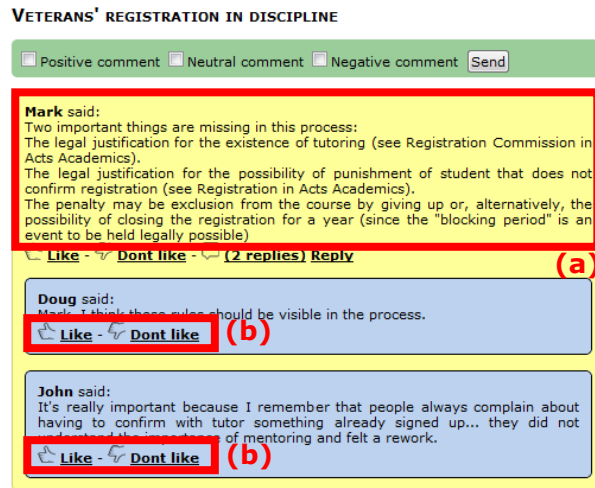 VETERANS' REGISTRATION IN DISCIPLINE
Positive comment Neutral comment Negative comment Send
Mark said:
Two important things are missing in this process:
The legal justification for the existence of tutoring (see Registration Commission in
Acts Academics).
The legal justification for the possibility of punishment of student that does not
confirm registration (see Registration in Acts Academics).
The penalty may be exclusion from the course by giving up or, alternatively, the
possibility of closing the registration for a year (since the "blocking period" is an
event to be held legally possible)
Like - Dont like - (2 replies) Reply
(a)
Doug said:
Mark, I think these rules should be visible in the process.
Like - Dont like (b)
John said:
It's really important because I remember that people always complain about
having to confirm with tutor something already signed up... they did not
understand the importance of mentoring and felt a rework.
Like - Dont like (b)